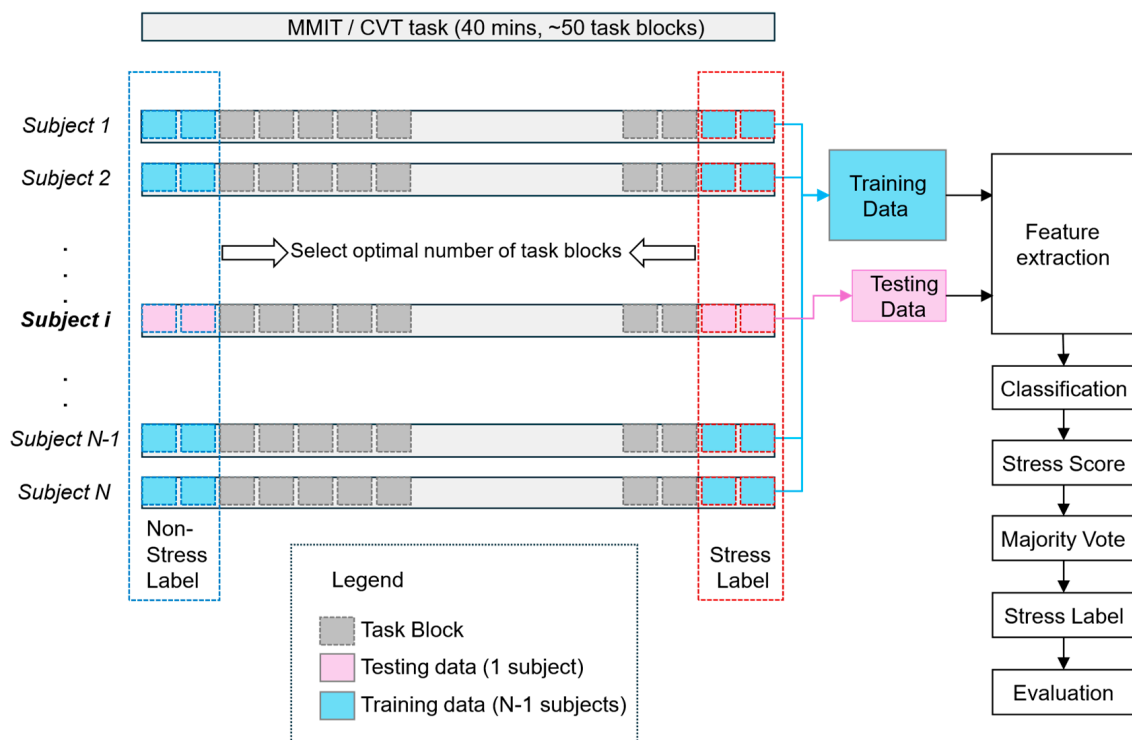 MMIT / CVT task (40 mins, ~50 task blocks)
Subject 1
Subject 2
.
.
.
Subject i
.
.
Subject N-1
Subject N
Select optimal number of task blocks
Non-
Stress
Label
Stress
Label
Legend
Task Block
Testing data (1 subject)
Training data (N-1 subjects)
Training
Data
Testing
Data
Feature
extraction
Classification
Stress Score
Majority Vote
Stress Label
Evaluation